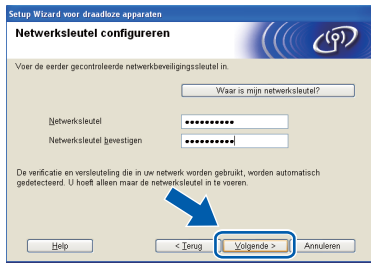 Setup Wizard voor draadloze apparaten
Netwerksleutel configureren
Voer de eerder gecontroleerde netwerkbeveiligingssleutel in.
Waar is mijn netwerksleutel?
Netwerksleutel
Netwerksleutel bevestigen
De verificatie en versleuteling die in uw netwerk worden gebruikt, worden automatisch
gedetecteerd. U hoeft alleen maar de netwerksleutel in te voeren.
Help
< Terug
Volgende >
Annuleren